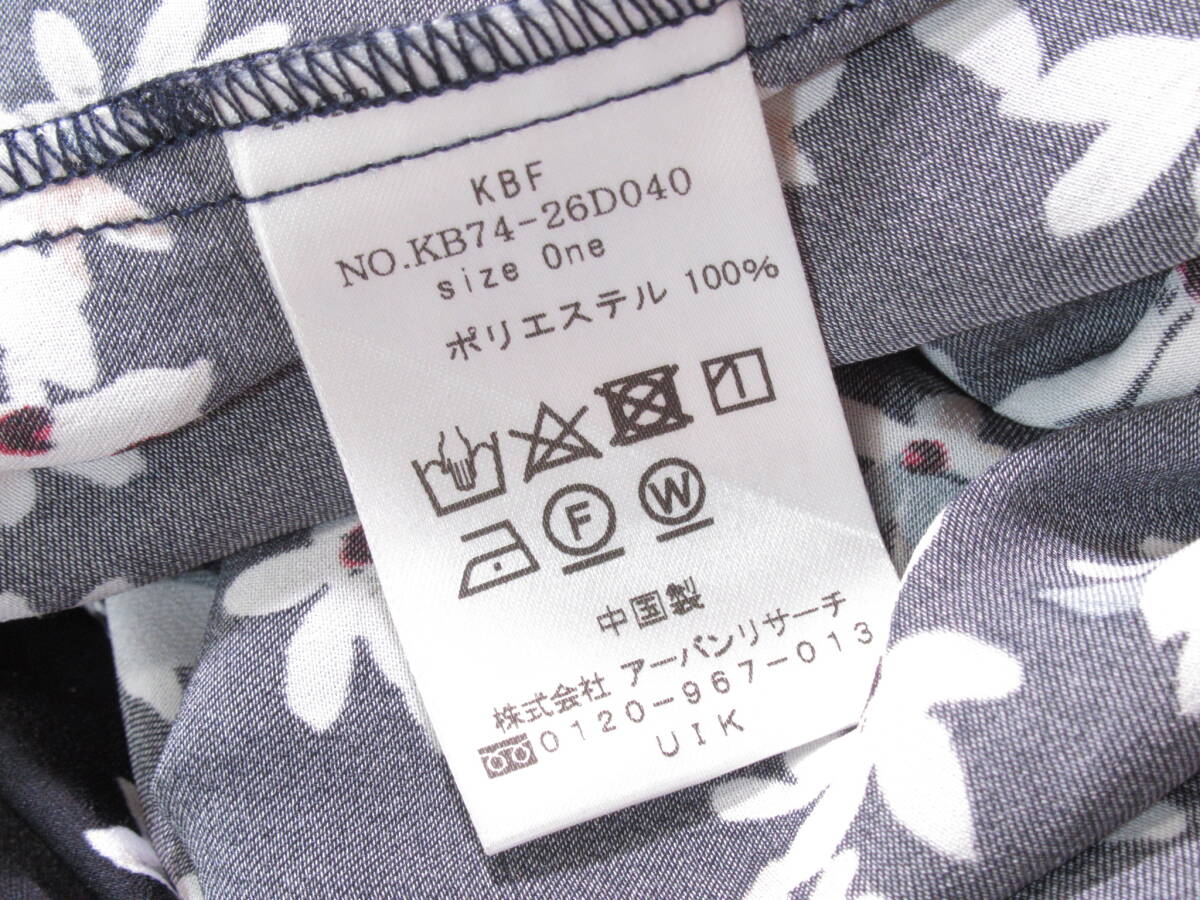 KBF
NO.KB74-26D040
size One
ポリエステル 100%
F W
中国製
株式会社 アーバンリサーチ
0120-967-013
UIK